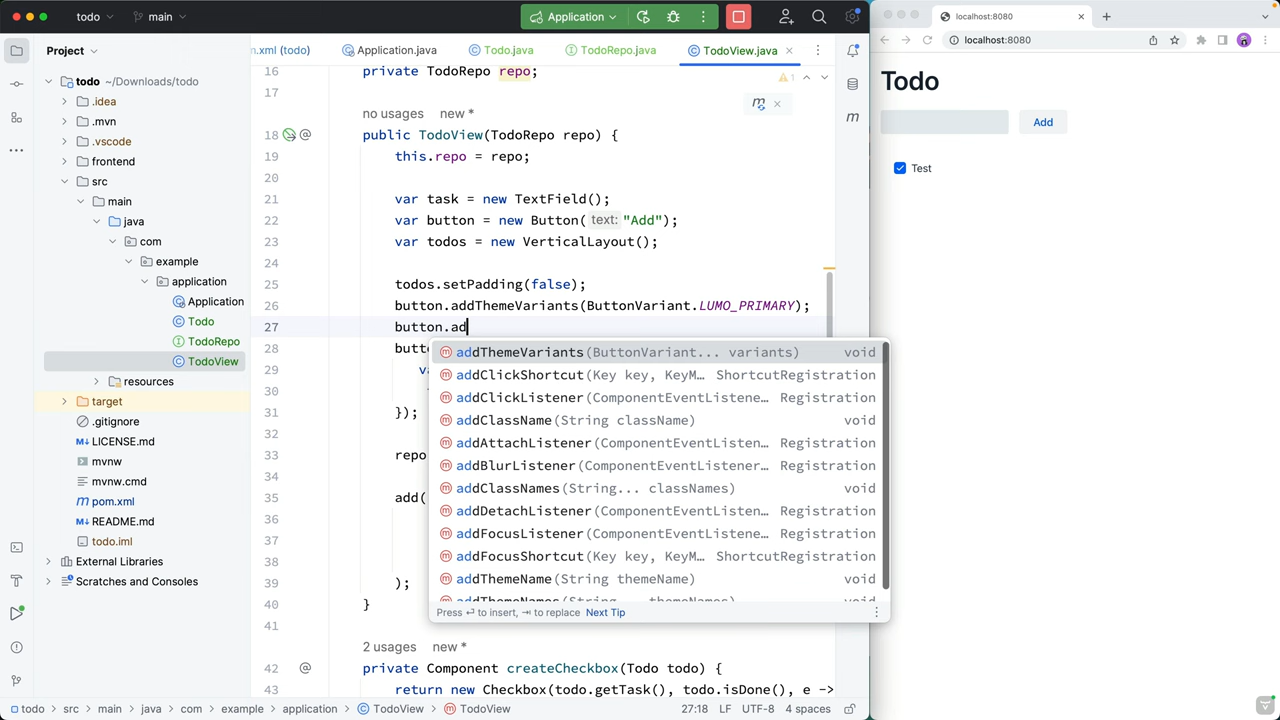 todo
main
Application
Project
n.xml (todo)
Application.java
Todo.java
TodoRepo.java
TodoView.java
todo ~/Downloads/todo
.idea
.mvn
.vscode
frontend
src
main
java
com
example
application
Application
Todo
TodoRepo
TodoView
resources
target
.gitignore
LICENSE.md
mvnw
mvnw.cmd
pom.xml
README.md
todo.iml
External Libraries
Scratches and Consoles
16 private TodoRepo repo;
1
17
no usages new *
18 public TodoView(TodoRepo repo) {
19 this.repo = repo;
20
21 var task = new TextField();
22 var button = new Button( text: "Add");
23 var todos = new VerticalLayout();
24
25 todos.setPadding(false);
26 button.addThemeVariants(ButtonVariant.LUMO_PRIMARY);
27 button.ad
28 butt
29 va
30
31 });
32
33 repo
34
35 add(
36
37
38
39 );
40 }
41
2 usages new *
42 private Component createCheckbox(Todo todo) {
43 return new Checkbox(todo.getTask(), todo.isDone(), e ->
addThemeVariants(ButtonVariant... variants) void
addClickShortcut(Key key, KeyM… ShortcutRegistration
addClickListener(ComponentEventListene… Registration
addClassName(String className) void
addAttachListener(ComponentEventListen… Registration
addBlurListener(ComponentEventListener… Registration
addClassNames(String... classNames) void
addDetachListener(ComponentEventListen… Registration
addFocusListener(ComponentEventListene… Registration
addFocusShortcut(Key key, KeyM… ShortcutRegistration
addThemeName(String themeName) void
addThemeNames(String... themeNames) void
Press ⏎ to insert, ⇥ to replace Next Tip
todo > src > main > java > com > example > application > TodoView > TodoView
27:18 LF UTF-8 4 spaces
localhost:8080
localhost:8080
Todo
Add
Test